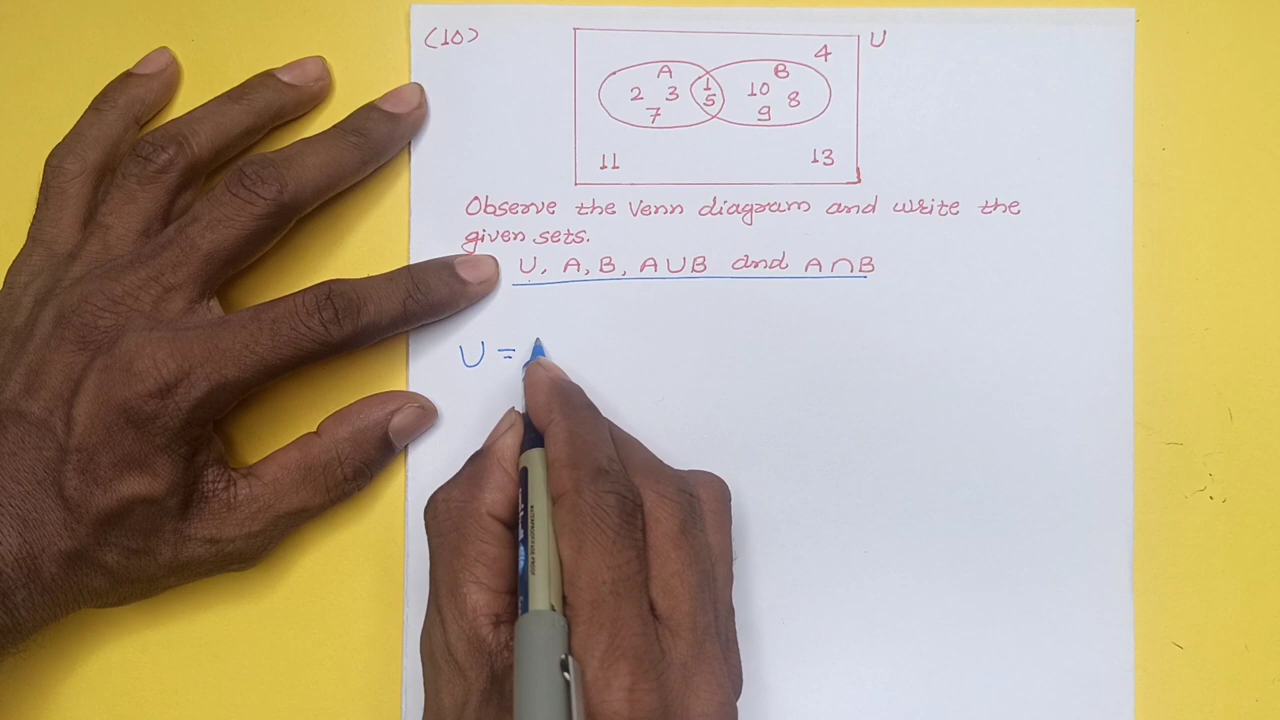 (10)
U
4
A
B
2 3
1
5
10
8
7
9
11
13
Observe the Venn diagram and write the
given sets.
U, A, B, A∪B and A∩B
U =